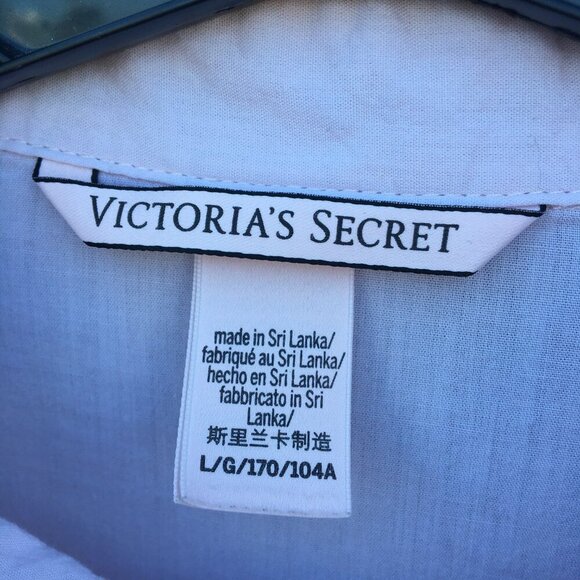 VICTORIA'S SECRET
made in Sri Lanka/
fabriqué au Sri Lanka/
hecho en Sri Lanka/
fabbricato in Sri
Lanka/
斯里兰卡制造
L/G/170/104A